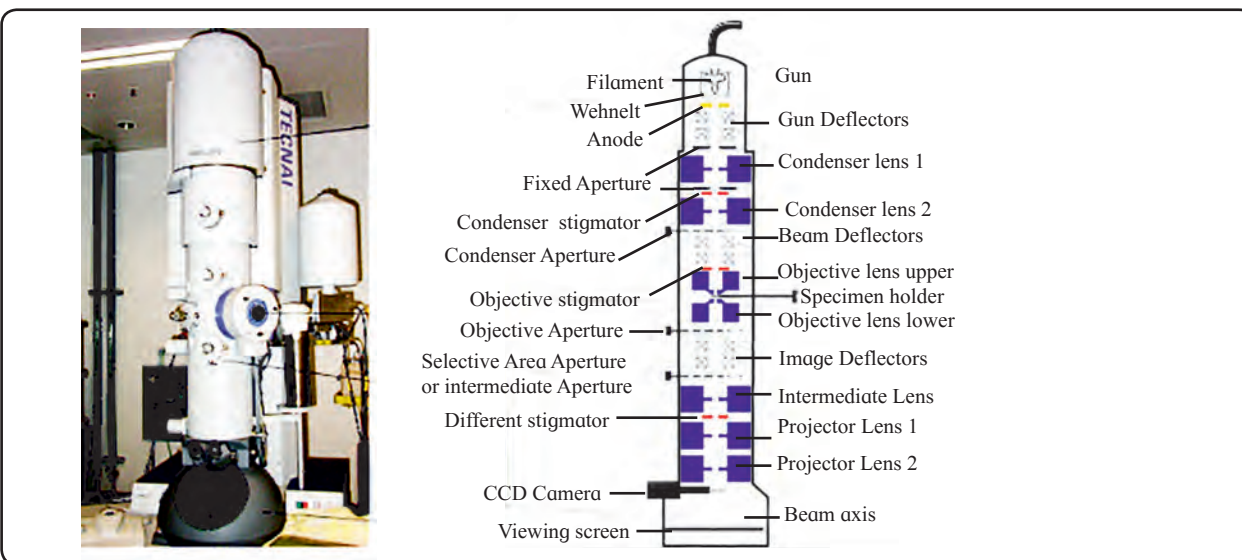 TECNAI
Filament
Gun
Wehnelt
Anode
Gun Deflectors
Fixed Aperture
Condenser lens 1
Condenser stigmator
Condenser lens 2
Condenser Aperture
Beam Deflectors
Objective stigmator
Objective lens upper
Specimen holder
Objective lens lower
Objective Aperture
Image Deflectors
Selective Area Aperture
or intermediate Aperture
Intermediate Lens
Different stigmator
Projector Lens 1
Projector Lens 2
CCD Camera
Beam axis
Viewing screen